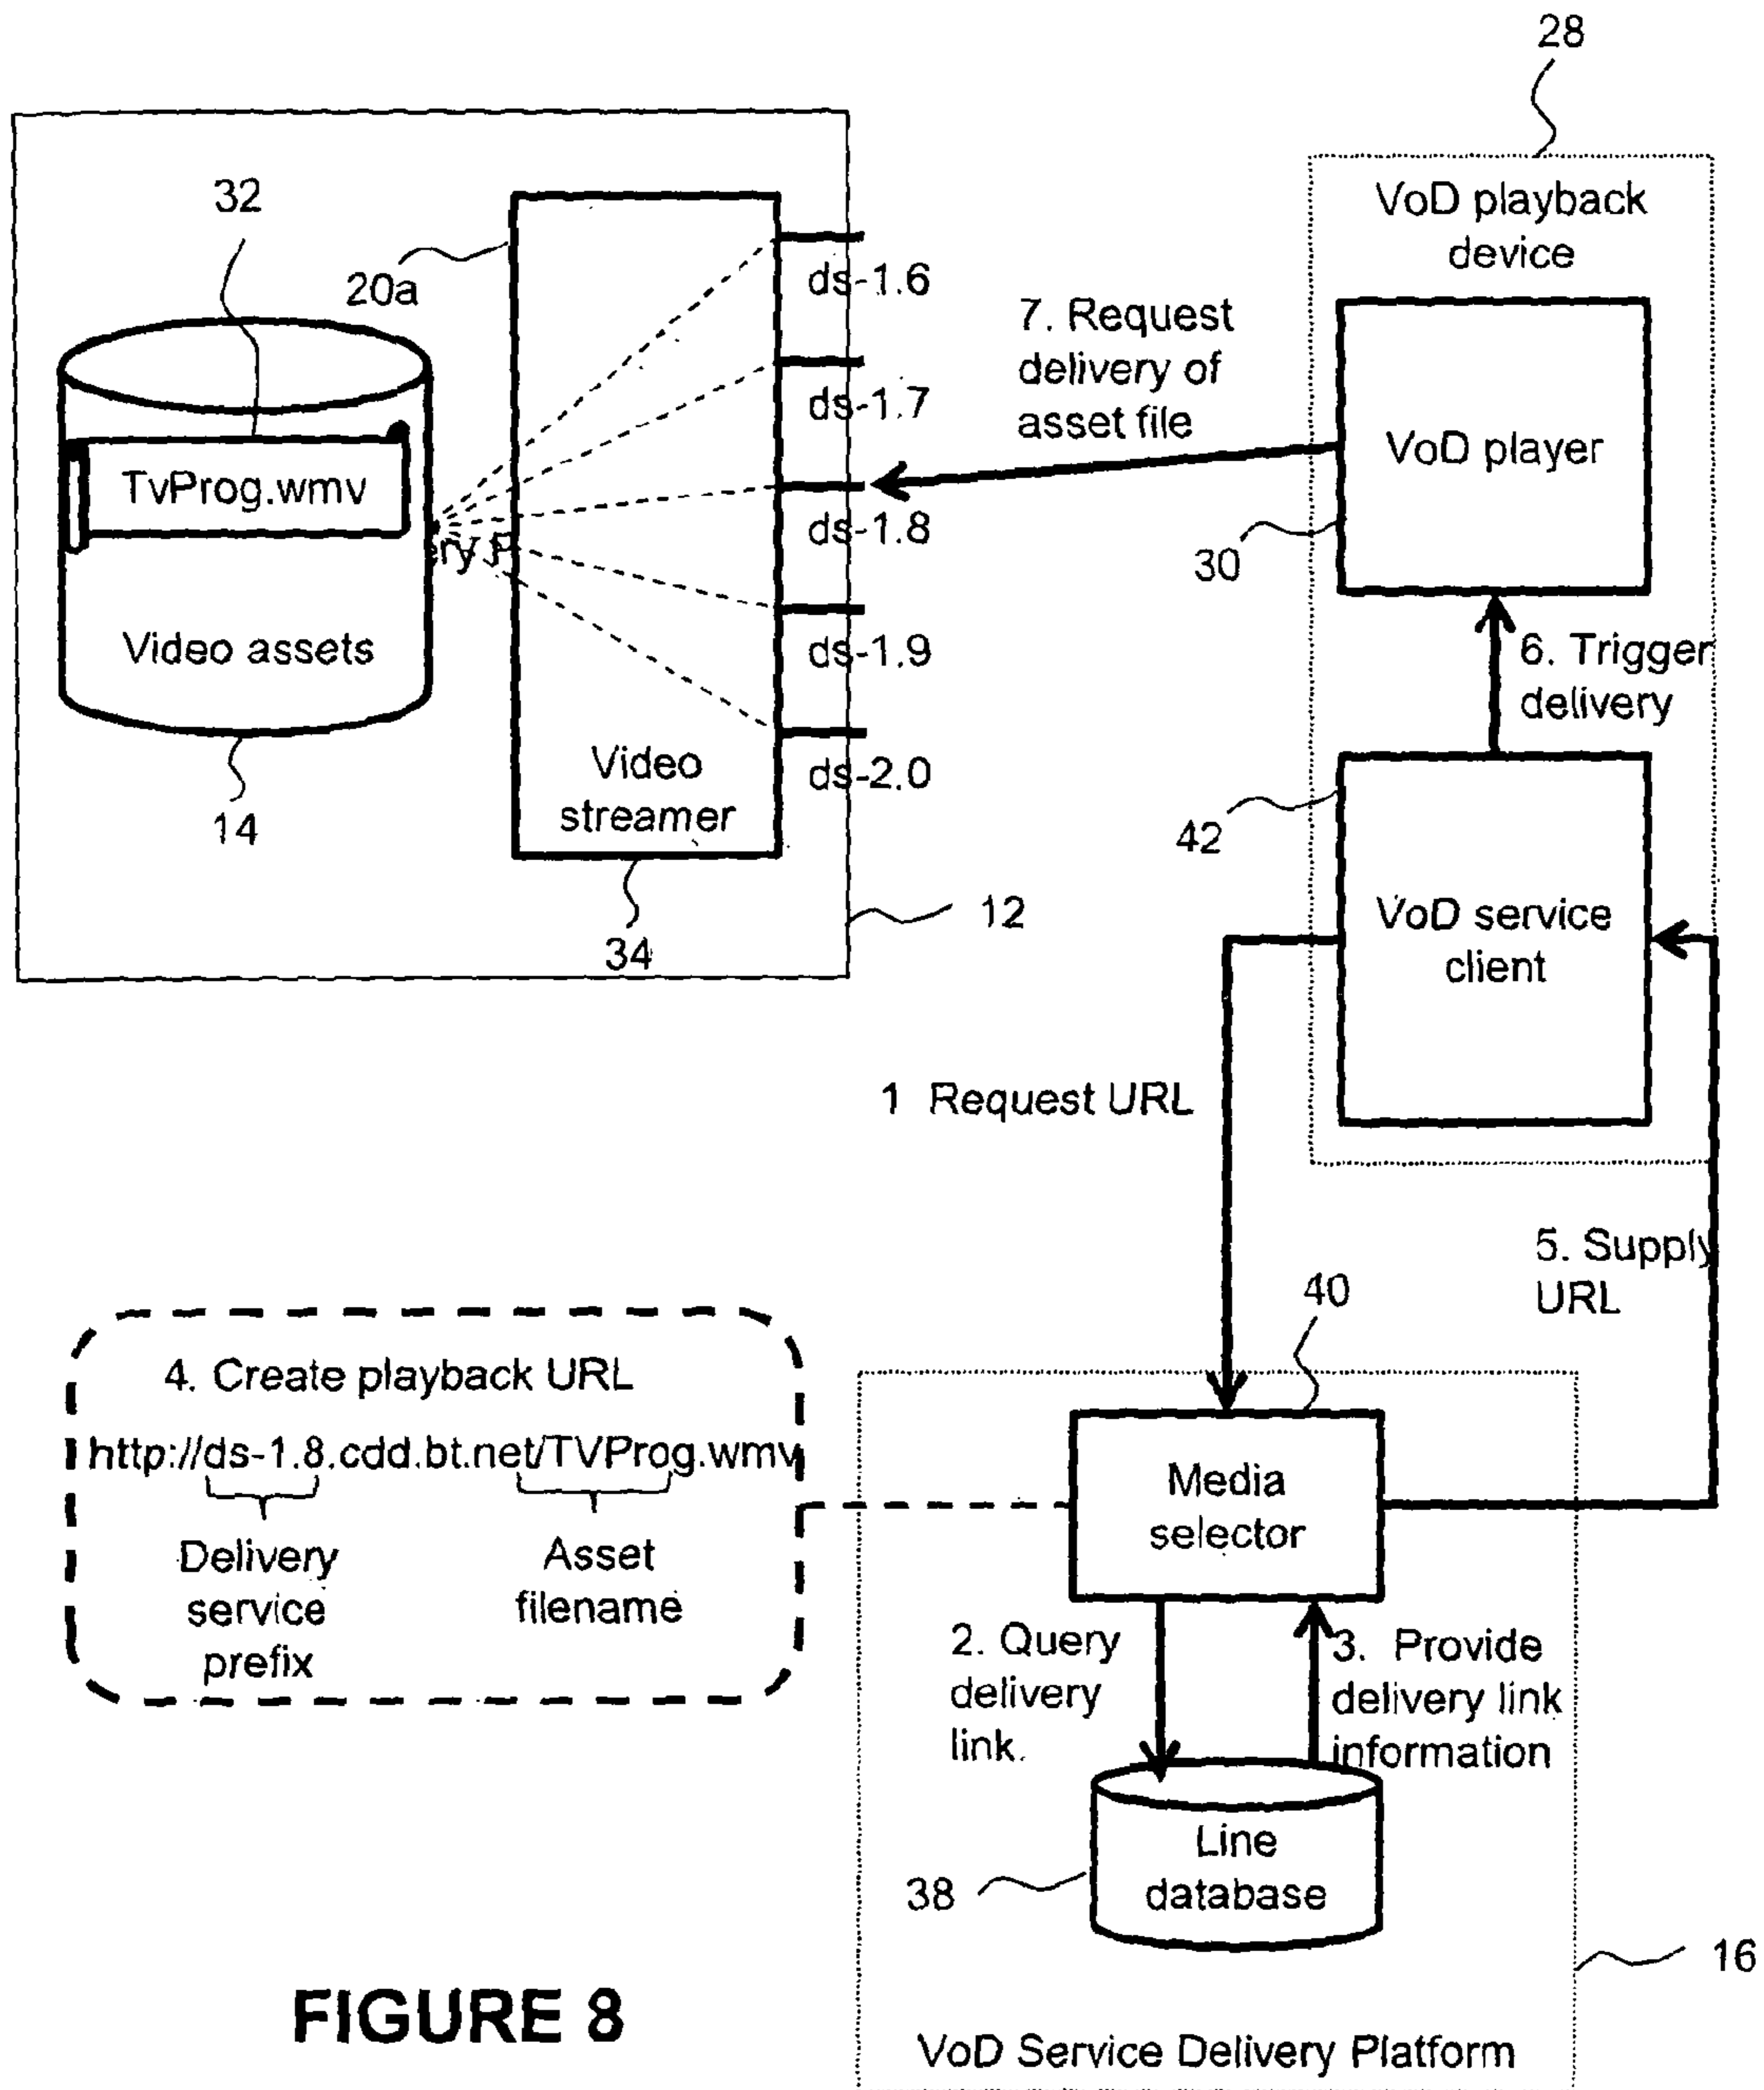 28
VoD playback
device
32
20a
ds-1.6
7. Request
delivery of
asset file
ds-1.7
VoD player
TvProg.wmv
ds-1.8
30
Video assets
ds-1.9
6. Trigger
delivery
Video
streamer
ds-2.0
14
42
34
12
VoD service
client
1 Request URL
5. Supply
URL
40
4. Create playback URL
http://ds-1.8.cdd.bt.net/TVProg.wmv
Delivery
service
prefix
Asset
filename
Media
selector
2. Query
delivery
link.
3. Provide
delivery link
information
Line
database
38
16
FIGURE 8
VoD Service Delivery Platform